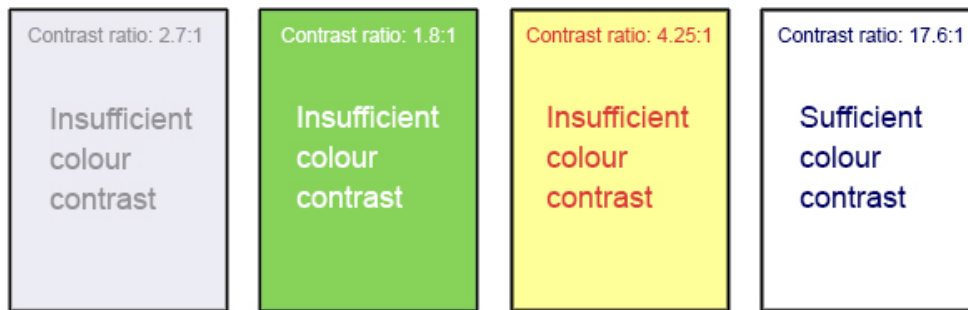 Contrast ratio: 2.7:1
Insufficient
colour
contrast
Contrast ratio: 1.8:1
Insufficient
colour
contrast
Contrast ratio: 4.25:1
Insufficient
colour
contrast
Contrast ratio: 17.6:1
Sufficient
colour
contrast